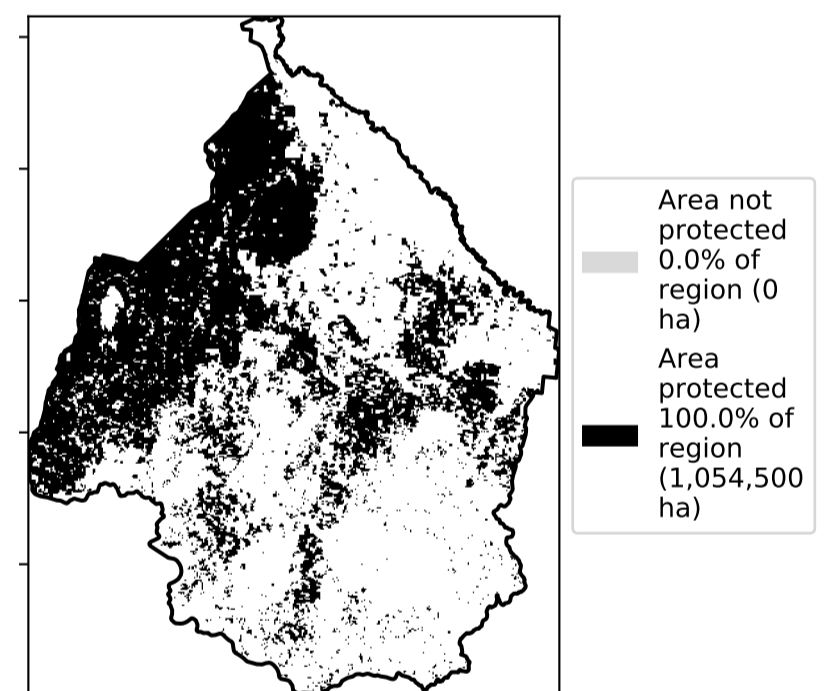 Area not
protected
0.0% of
region (0
ha)
Area
protected
100.0% of
region
(1,054,500
ha)